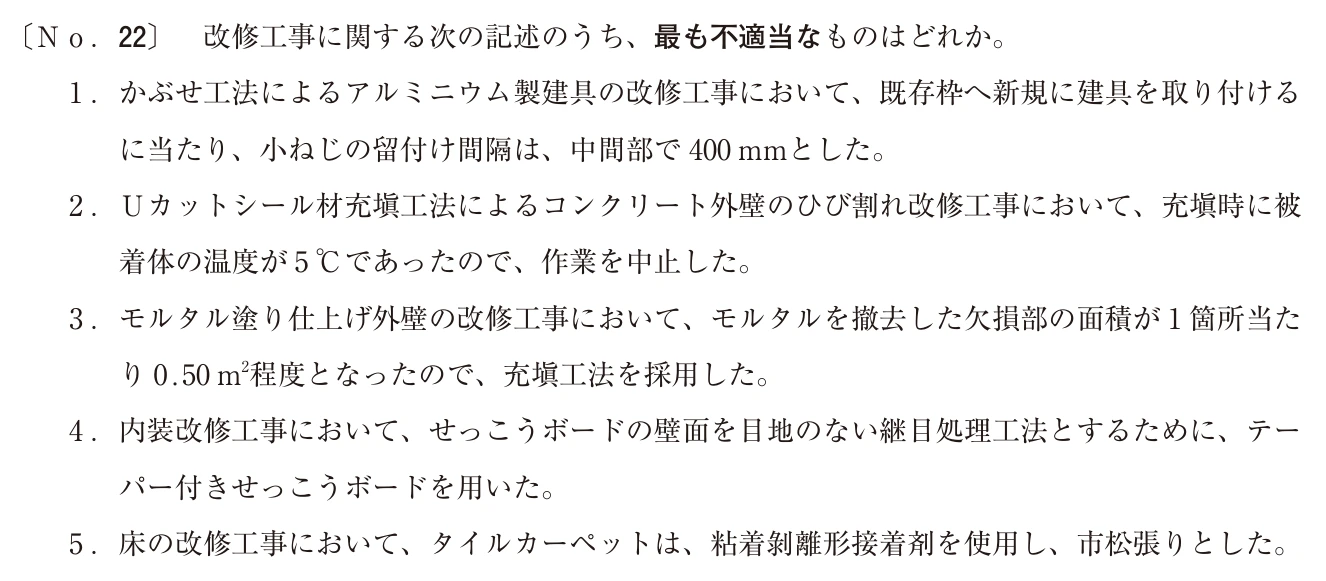 〔Ｎｏ．22〕　改修工事に関する次の記述のうち、最も不適当なものはどれか。
１．かぶせ工法によるアルミニウム製建具の改修工事において、既存枠へ新規に建具を取り付ける
に当たり、小ねじの留付け間隔は、中間部で 400 mmとした。
２．Ｕカットシール材充塡工法によるコンクリート外壁のひび割れ改修工事において、充塡時に被
着体の温度が５℃であったので、作業を中止した。
３．モルタル塗り仕上げ外壁の改修工事において、モルタルを撤去した欠損部の面積が１箇所当た
り 0.50 m²程度となったので、充塡工法を採用した。
４．内装改修工事において、せっこうボードの壁面を目地のない継目処理工法とするために、テー
パー付きせっこうボードを用いた。
５．床の改修工事において、タイルカーペットは、粘着剝離形接着剤を使用し、市松張りとした。